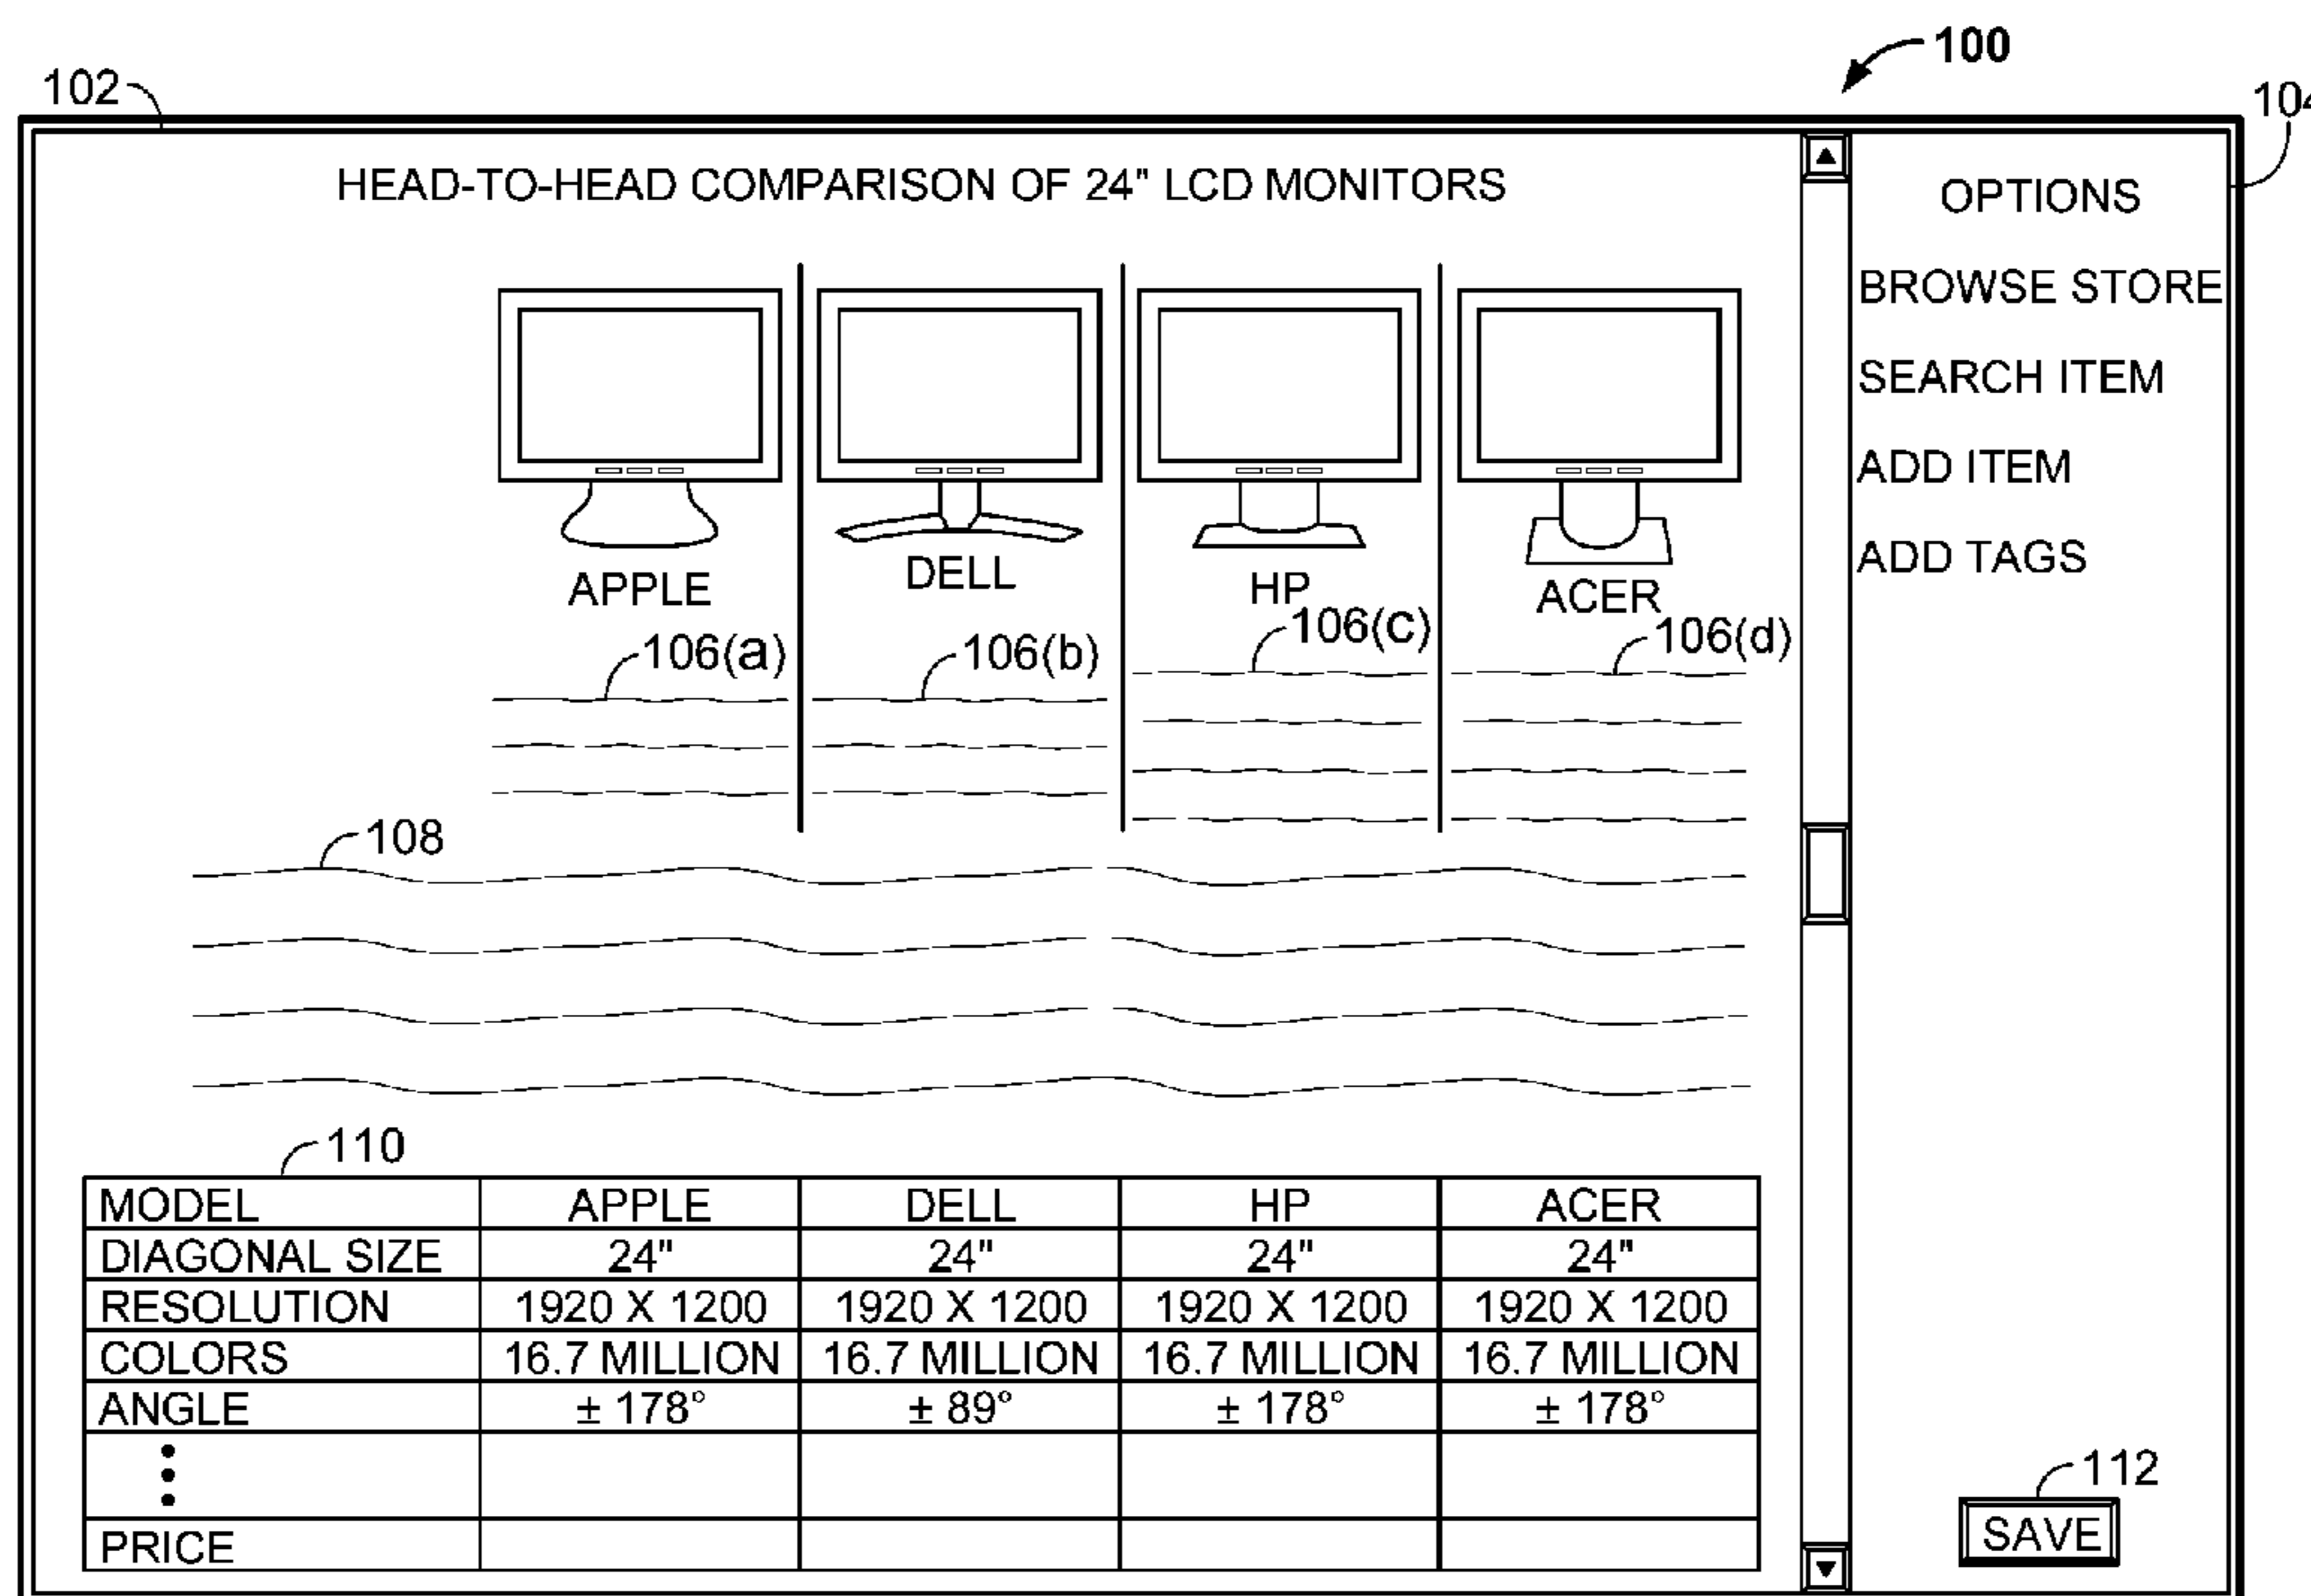 100
102
104
HEAD-TO-HEAD COMPARISON OF 24" LCD MONITORS
OPTIONS
BROWSE STORE
SEARCH ITEM
ADD ITEM
ADD TAGS
APPLE DELL HP ACER
106(a) 106(b) 106(c) 106(d)
108
110
MODEL APPLE DELL HP ACER
DIAGONAL SIZE 24" 24" 24" 24"
RESOLUTION 1920 X 1200 1920 X 1200 1920 X 1200 1920 X 1200
COLORS 16.7 MILLION 16.7 MILLION 16.7 MILLION 16.7 MILLION
ANGLE ± 178° ± 89° ± 178° ± 178°
PRICE
112
SAVE